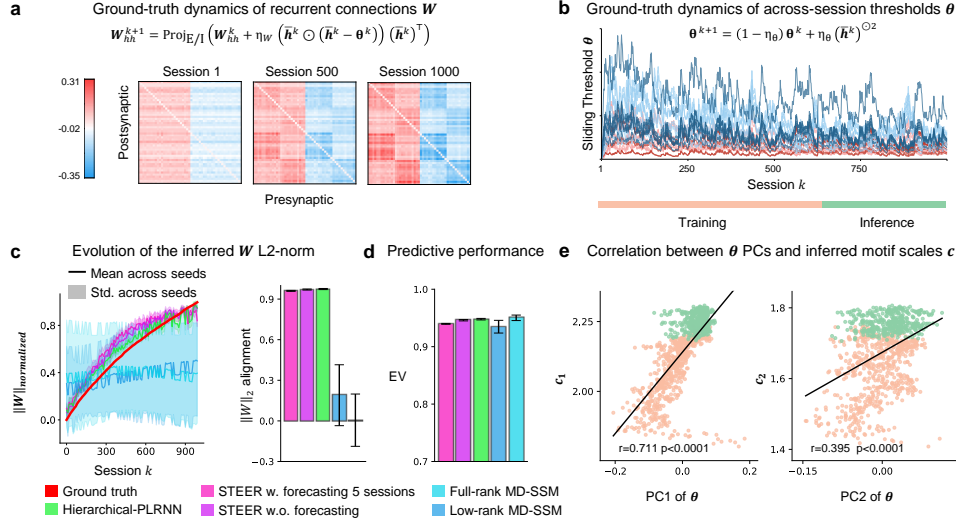 a
Ground-truth dynamics of recurrent connections W
W_{hh}^{k+1} = Proj_{E/I} ( W_{hh}^{k} + η_W ( h̄^k ⊙ ( h̄^k − θ^k ) ) ( h̄^k )^⊤ )
Session 1
Session 500
Session 1000
0.31
-0.02
-0.35
Postsynaptic
Presynaptic
b
Ground-truth dynamics of across-session thresholds θ
θ^{k+1} = (1 − η_θ) θ^k + η_θ ( h̄^k )^{⊙2}
Sliding Threshold θ
1
250
500
750
Session k
Training
Inference
c
Evolution of the inferred W L2-norm
Mean across seeds
Std. across seeds
||W||_{normalized}
0.8
0.4
0.0
0
300
600
900
Session k
||W||_2 alignment
0.9
0.6
0.3
0.0
−0.3
d
Predictive performance
EV
1.0
0.9
0.8
0.7
e
Correlation between θ PCs and inferred motif scales c
c_1
2.25
2.00
r=0.711 p<0.0001
−0.2
0.0
0.2
PC1 of θ
c_2
1.8
1.6
1.4
r=0.395 p<0.0001
−0.15
0.00
PC2 of θ
Ground truth
Hierarchical-PLRNN
STEER w. forecasting 5 sessions
STEER w.o. forecasting
Full-rank MD-SSM
Low-rank MD-SSM